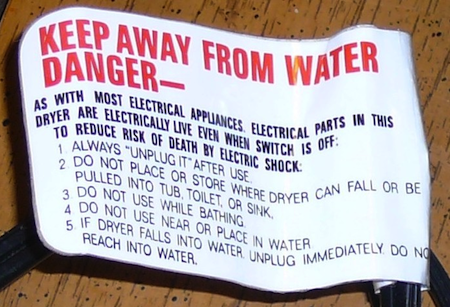 KEEP AWAY FROM WATER
DANGER—
AS WITH MOST ELECTRICAL APPLIANCES, ELECTRICAL PARTS IN THIS
DRYER ARE ELECTRICALLY LIVE EVEN WHEN SWITCH IS OFF:
TO REDUCE RISK OF DEATH BY ELECTRIC SHOCK:
1. ALWAYS "UNPLUG IT" AFTER USE.
2. DO NOT PLACE OR STORE WHERE DRYER CAN FALL OR BE
PULLED INTO TUB, TOILET, OR SINK.
3. DO NOT USE WHILE BATHING.
4. DO NOT USE NEAR OR PLACE IN WATER.
5. IF DRYER FALLS INTO WATER, UNPLUG IMMEDIATELY. DO NO
REACH INTO WATER.